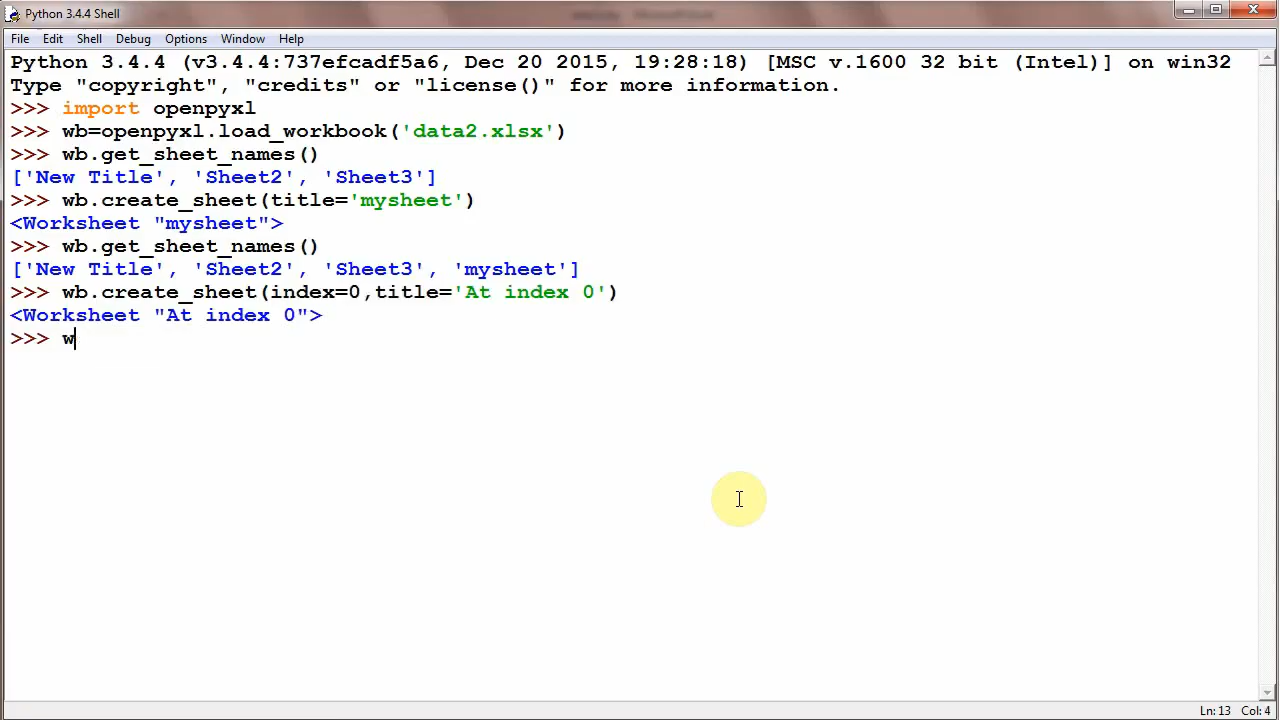 Python 3.4.4 Shell
File Edit Shell Debug Options Window Help
Python 3.4.4 (v3.4.4:737efcadf5a6, Dec 20 2015, 19:28:18) [MSC v.1600 32 bit (Intel)] on win32
Type "copyright", "credits" or "license()" for more information.
>>> import openpyxl
>>> wb=openpyxl.load_workbook('data2.xlsx')
>>> wb.get_sheet_names()
['New Title', 'Sheet2', 'Sheet3']
>>> wb.create_sheet(title='mysheet')
<Worksheet "mysheet">
>>> wb.get_sheet_names()
['New Title', 'Sheet2', 'Sheet3', 'mysheet']
>>> wb.create_sheet(index=0,title='At index 0')
<Worksheet "At index 0">
>>> w
Ln: 13 Col: 4